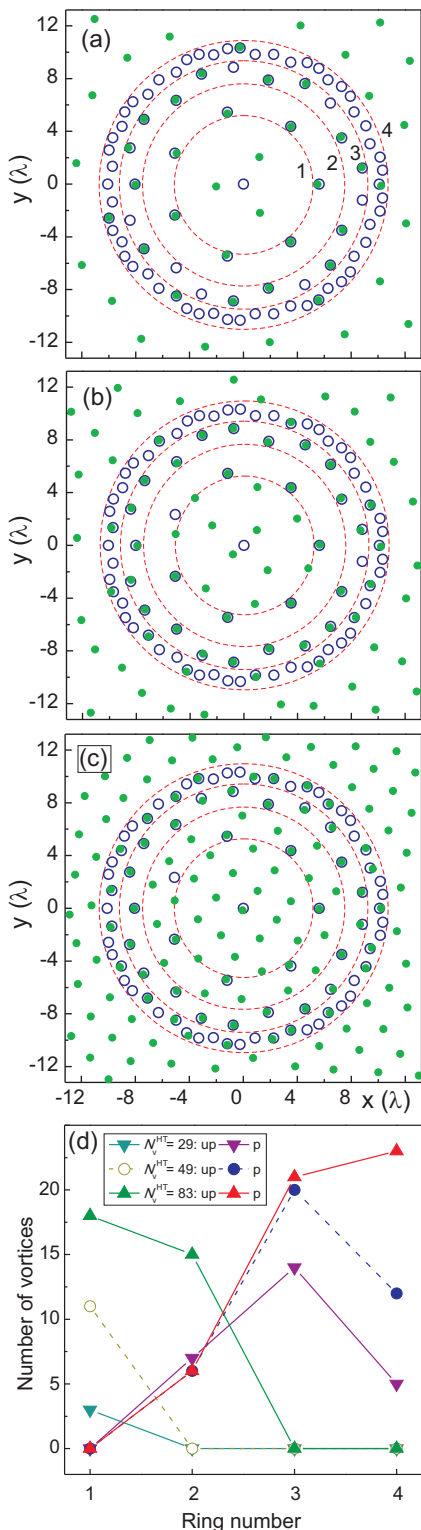 (a)
y (λ)
12
8
4
0
-4
-8
-12
1
2
3
4
(b)
y (λ)
12
8
4
0
-4
-8
-12
(c)
y (λ)
12
8
4
0
-4
-8
-12
-12 -8 -4 0 4 8 12
x (λ)
(d)
N_v^HT = 29: up p
N_v^HT = 49: up p
N_v^HT = 83: up p
Number of vortices
20
15
10
5
0
1 2 3 4
Ring number